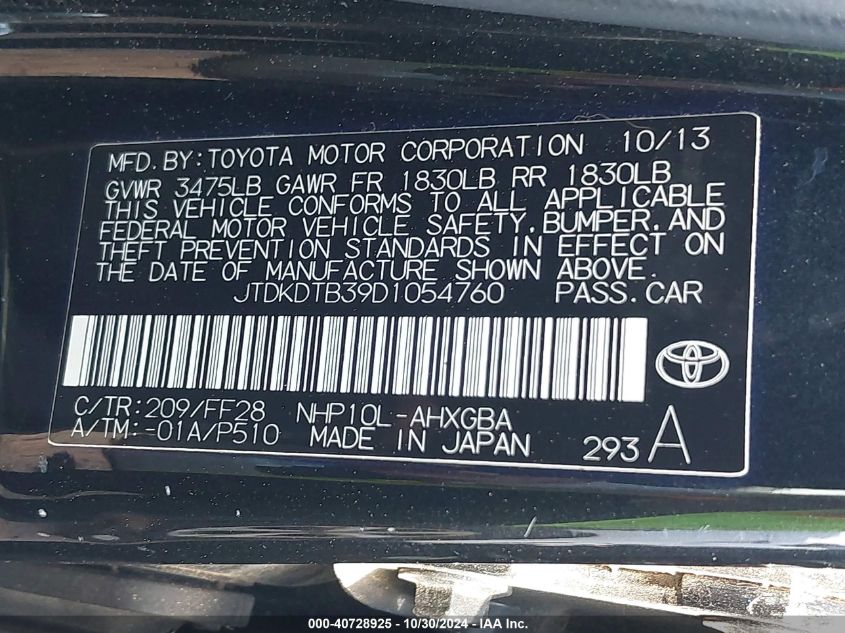 MFD. BY: TOYOTA MOTOR CORPORATION 10/13
GVWR 3475LB GAWR FR 1830LB RR 1830LB
THIS VEHICLE CONFORMS TO ALL APPLICABLE
FEDERAL MOTOR VEHICLE SAFETY, BUMPER, AND
THEFT PREVENTION STANDARDS IN EFFECT ON
THE DATE OF MANUFACTURE SHOWN ABOVE.
JTDKDTB39D1054760 PASS. CAR
C/TR: 209/FF28 NHP10L-AHXGBA
A/TM: -01A/P510 MADE IN JAPAN 293 A
000-40728925 - 10/30/2024 - IAA, Inc.